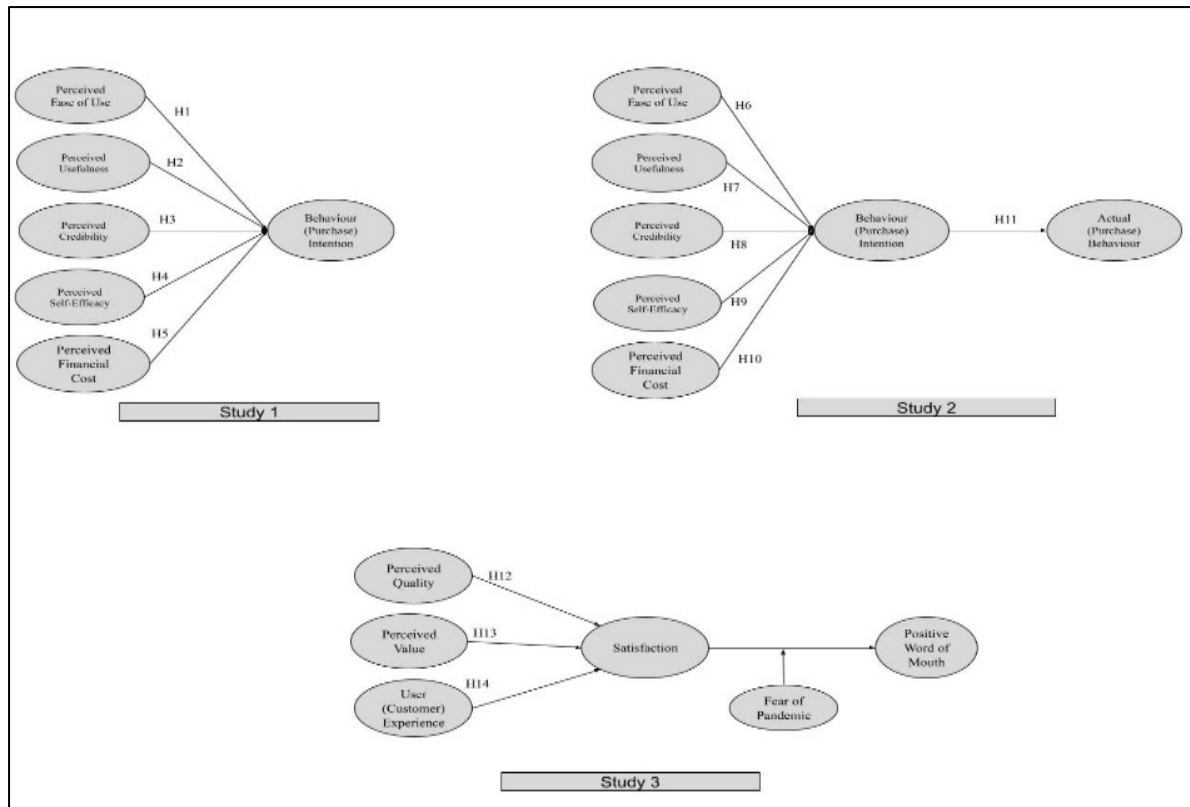 Perceived
Ease of Use
H1
Perceived
Usefulness
H2
Perceived
Credibility
H3
Perceived
Self-Efficacy
H4
Perceived
Financial
Cost
H5
Behaviour
(Purchase)
Intention
Study 1
Perceived
Ease of Use
H6
Perceived
Usefulness
H7
Perceived
Credibility
H8
Perceived
Self-Efficacy
H9
Perceived
Financial
Cost
H10
Behaviour
(Purchase)
Intention
H11
Actual
(Purchase)
Behaviour
Study 2
Perceived
Quality
H12
Perceived
Value
H13
User
(Customer)
Experience
H14
Satisfaction
Fear of
Pandemic
Positive
Word of
Mouth
Study 3